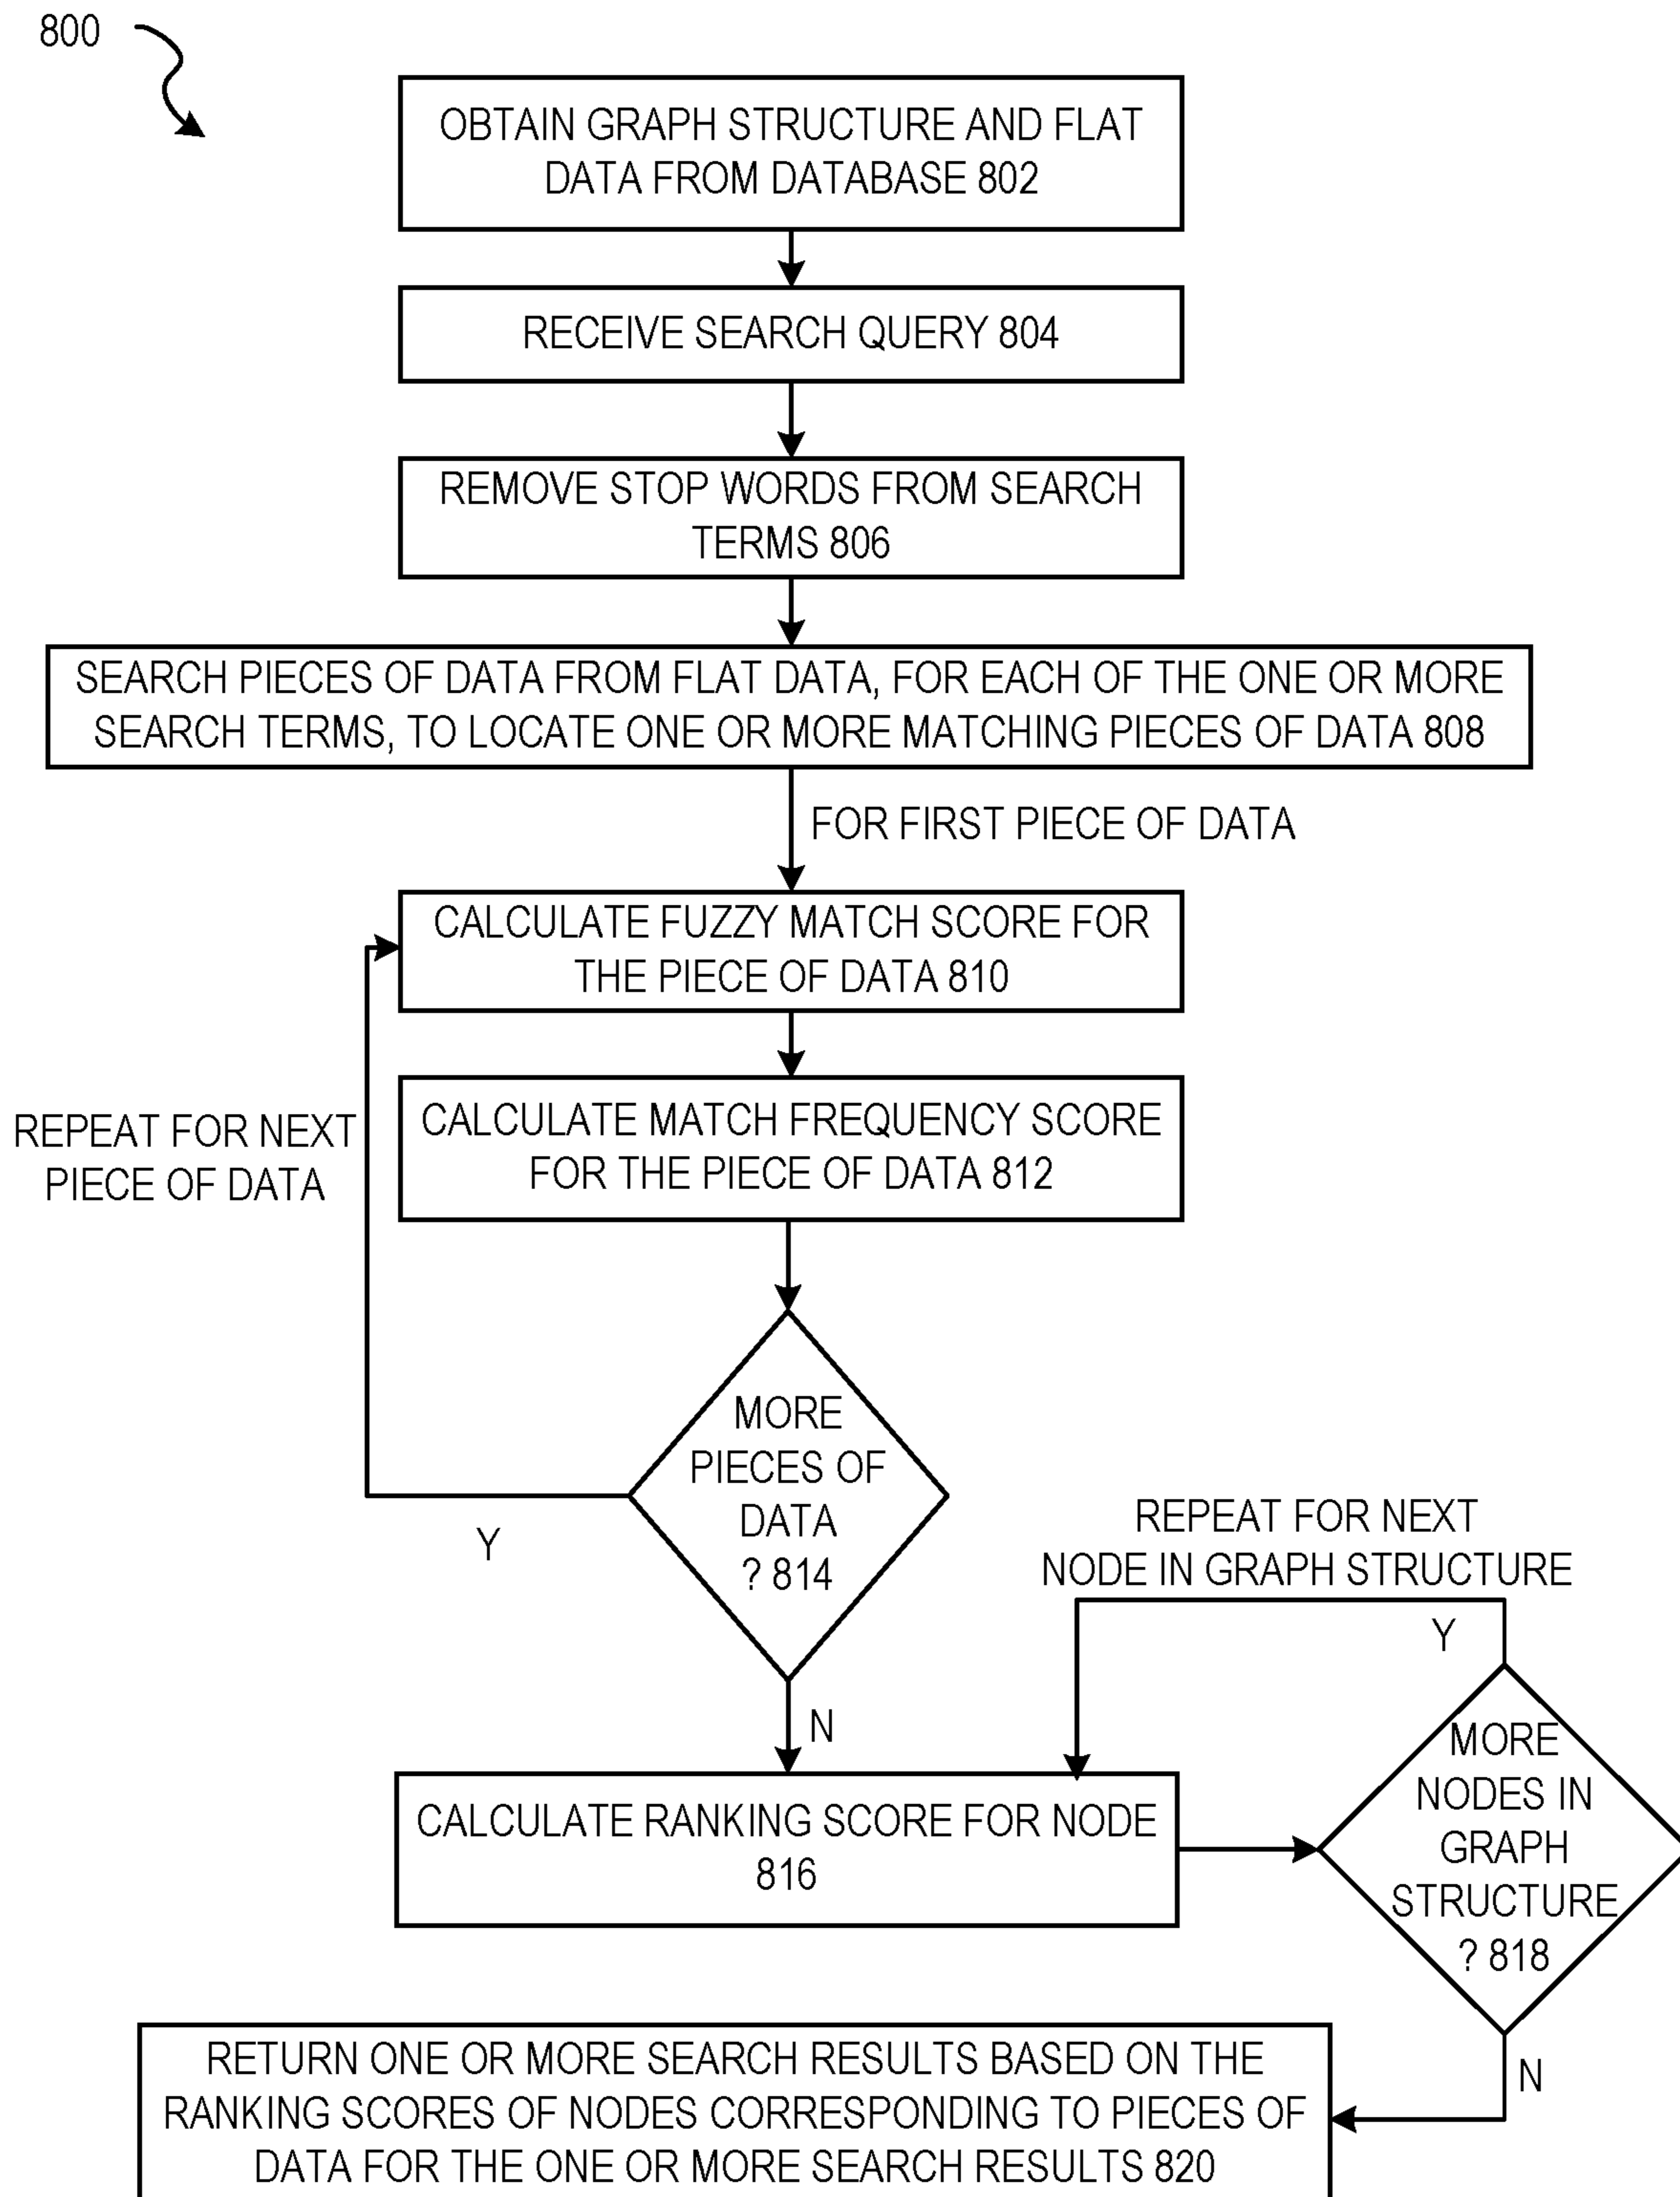 800
OBTAIN GRAPH STRUCTURE AND FLAT
DATA FROM DATABASE 802
RECEIVE SEARCH QUERY 804
REMOVE STOP WORDS FROM SEARCH
TERMS 806
SEARCH PIECES OF DATA FROM FLAT DATA, FOR EACH OF THE ONE OR MORE
SEARCH TERMS, TO LOCATE ONE OR MORE MATCHING PIECES OF DATA 808
FOR FIRST PIECE OF DATA
CALCULATE FUZZY MATCH SCORE FOR
THE PIECE OF DATA 810
CALCULATE MATCH FREQUENCY SCORE
FOR THE PIECE OF DATA 812
REPEAT FOR NEXT
PIECE OF DATA
MORE
PIECES OF
DATA
? 814
Y
N
REPEAT FOR NEXT
NODE IN GRAPH STRUCTURE
Y
CALCULATE RANKING SCORE FOR NODE
816
MORE
NODES IN
GRAPH
STRUCTURE
? 818
N
RETURN ONE OR MORE SEARCH RESULTS BASED ON THE
RANKING SCORES OF NODES CORRESPONDING TO PIECES OF
DATA FOR THE ONE OR MORE SEARCH RESULTS 820